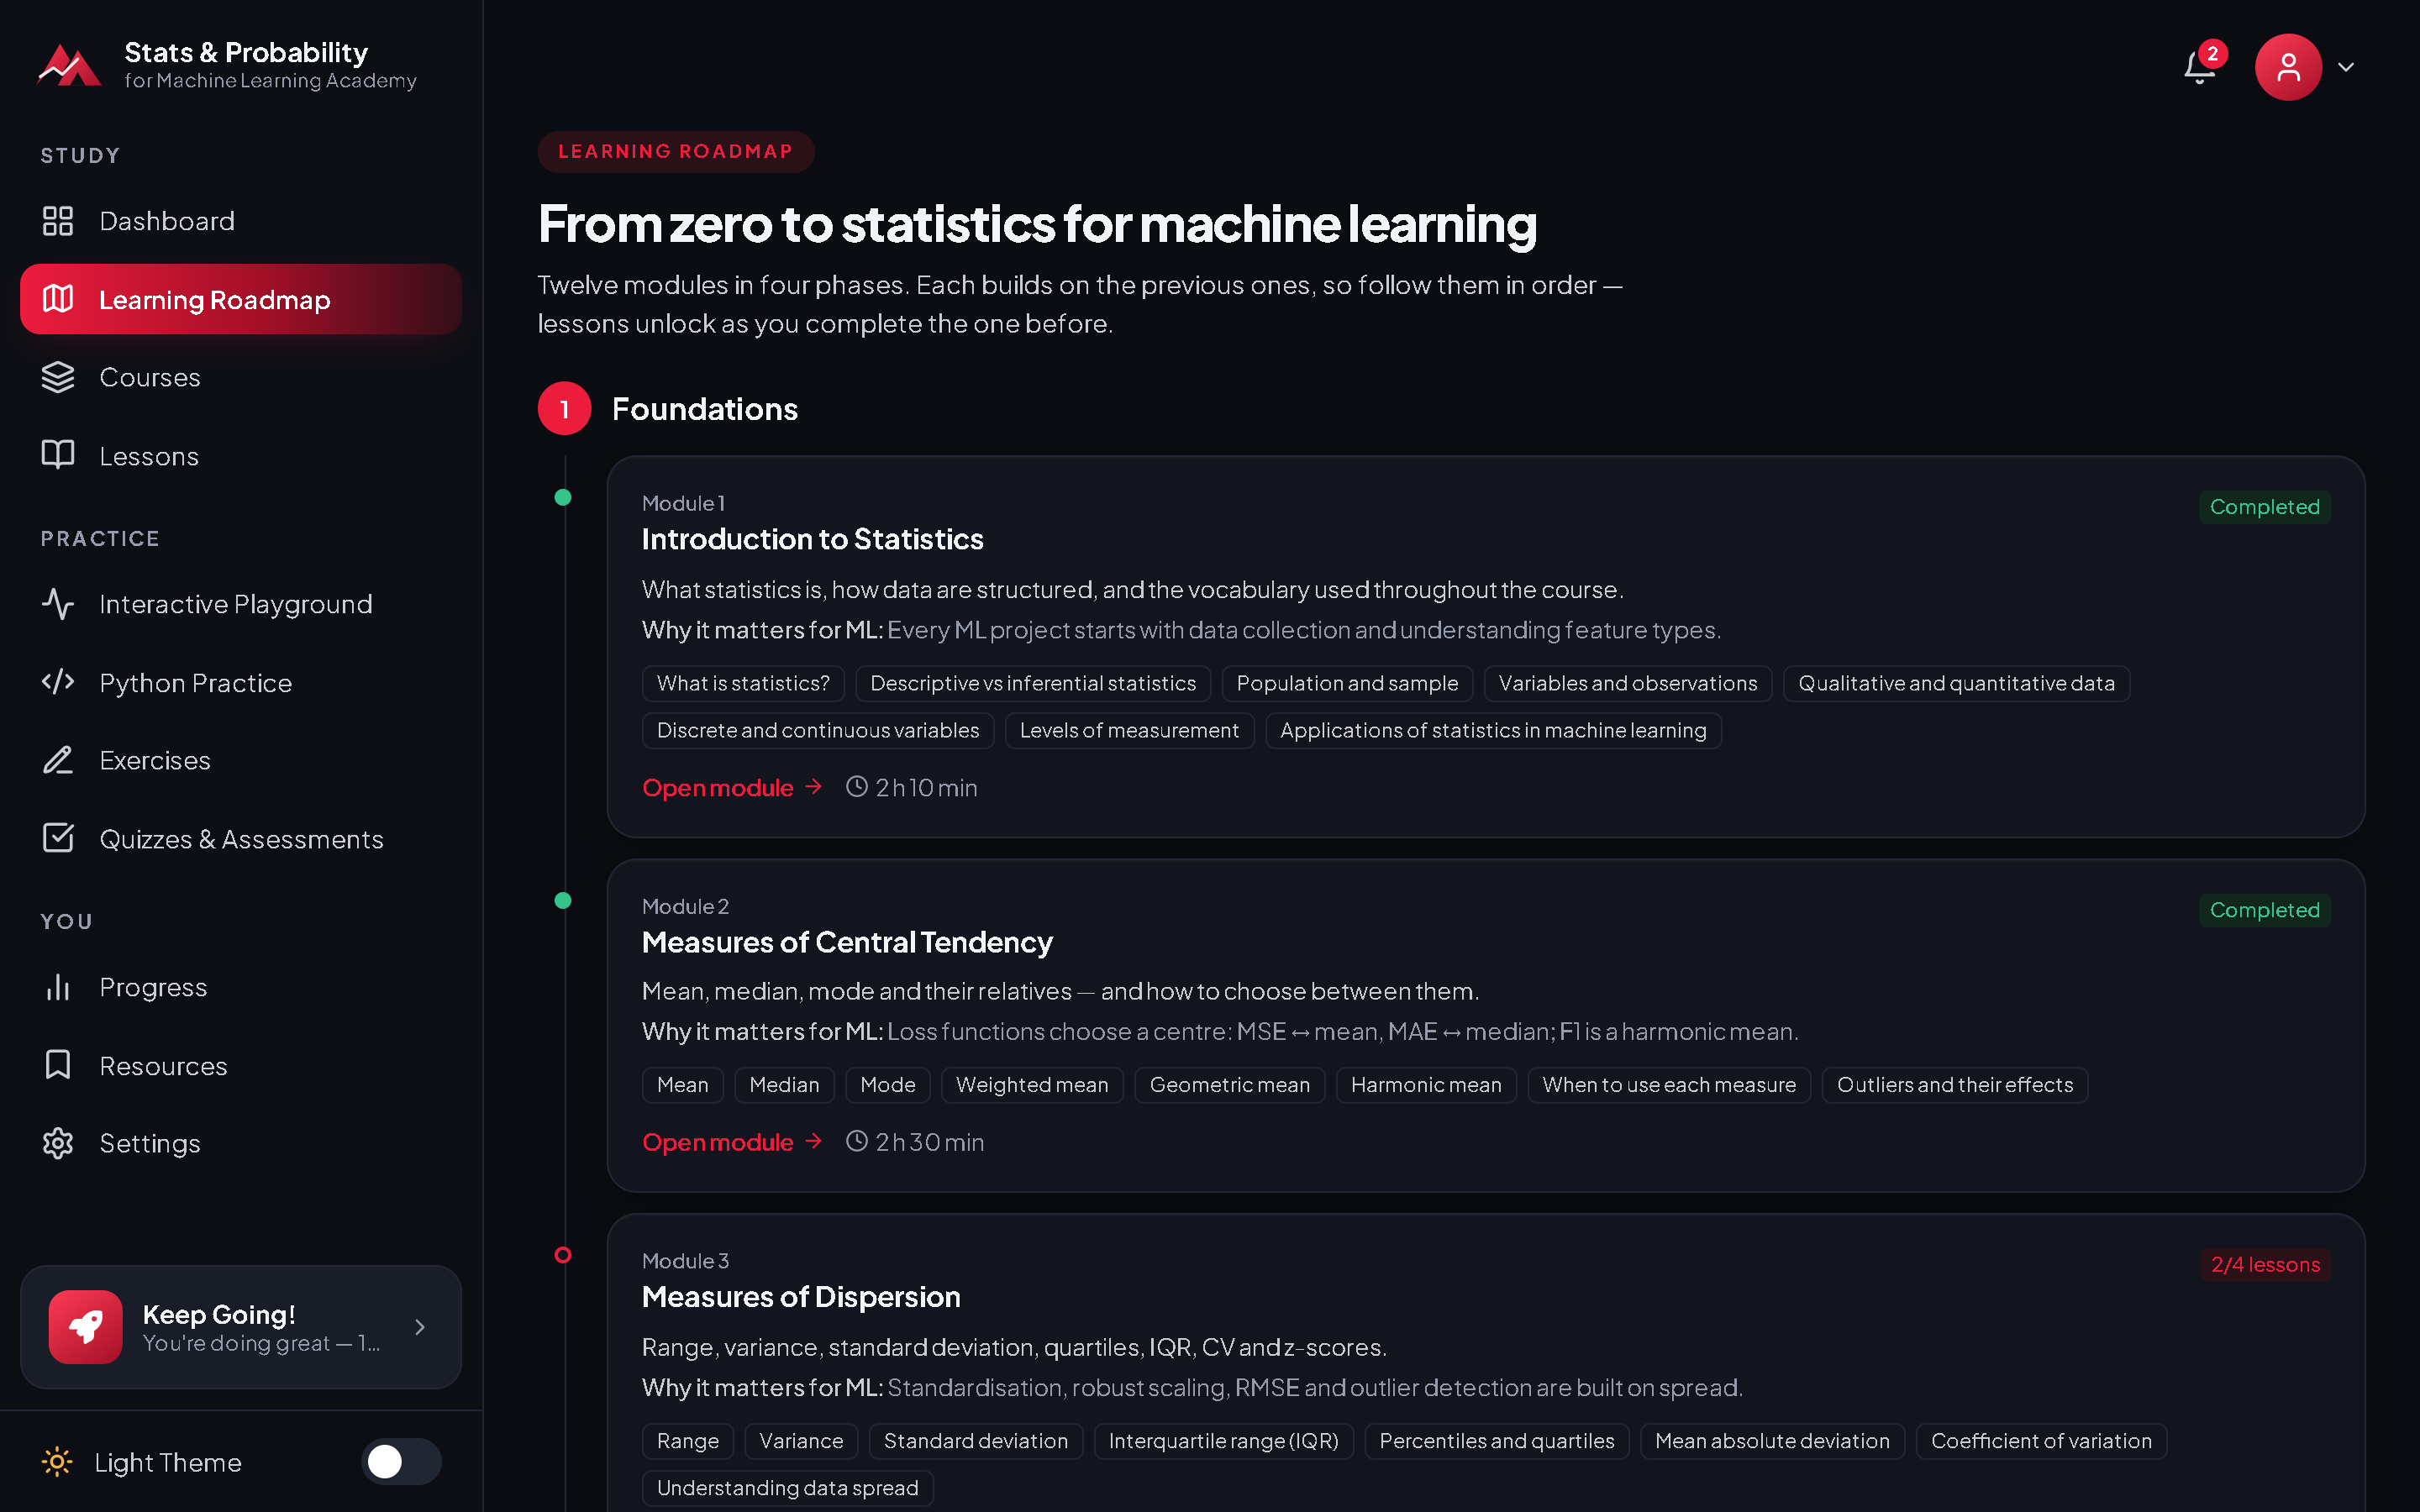 Stats & Probability
for Machine Learning Academy
STUDY
Dashboard
Learning Roadmap
Courses
Lessons
PRACTICE
Interactive Playground
Python Practice
Exercises
Quizzes & Assessments
YOU
Progress
Resources
Settings
Keep Going!
You're doing great — 1...
Light Theme
2
LEARNING ROADMAP
From zero to statistics for machine learning
Twelve modules in four phases. Each builds on the previous ones, so follow them in order —
lessons unlock as you complete the one before.
1 Foundations
Module 1
Completed
Introduction to Statistics
What statistics is, how data are structured, and the vocabulary used throughout the course.
Why it matters for ML: Every ML project starts with data collection and understanding feature types.
What is statistics? Descriptive vs inferential statistics Population and sample Variables and observations Qualitative and quantitative data
Discrete and continuous variables Levels of measurement Applications of statistics in machine learning
Open module → 2 h 10 min
Module 2
Completed
Measures of Central Tendency
Mean, median, mode and their relatives — and how to choose between them.
Why it matters for ML: Loss functions choose a centre: MSE ↔ mean, MAE ↔ median; F1 is a harmonic mean.
Mean Median Mode Weighted mean Geometric mean Harmonic mean When to use each measure Outliers and their effects
Open module → 2 h 30 min
Module 3
2/4 lessons
Measures of Dispersion
Range, variance, standard deviation, quartiles, IQR, CV and z-scores.
Why it matters for ML: Standardisation, robust scaling, RMSE and outlier detection are built on spread.
Range Variance Standard deviation Interquartile range (IQR) Percentiles and quartiles Mean absolute deviation Coefficient of variation
Understanding data spread